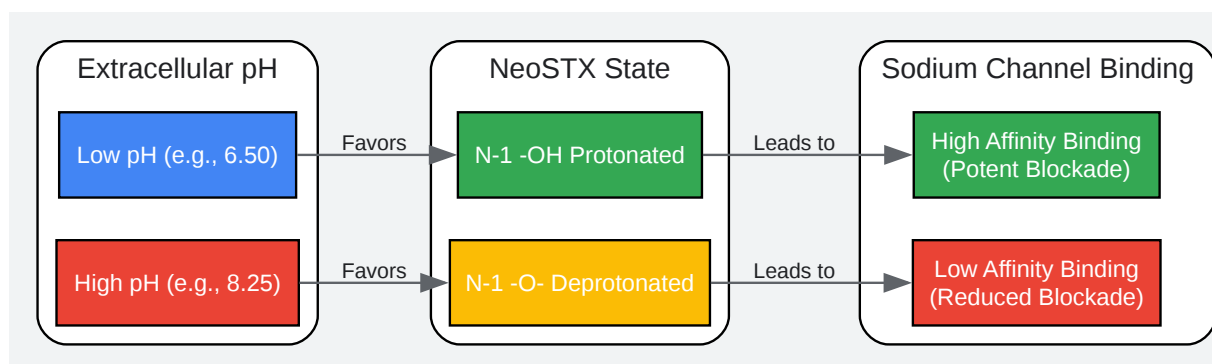 Extracellular pH
NeoSTX State
Sodium Channel Binding
Low pH (e.g., 6.50)
Favors
N-1 -OH Protonated
Leads to
High Affinity Binding
(Potent Blockade)
High pH (e.g., 8.25)
Favors
N-1 -O- Deprotonated
Leads to
Low Affinity Binding
(Reduced Blockade)